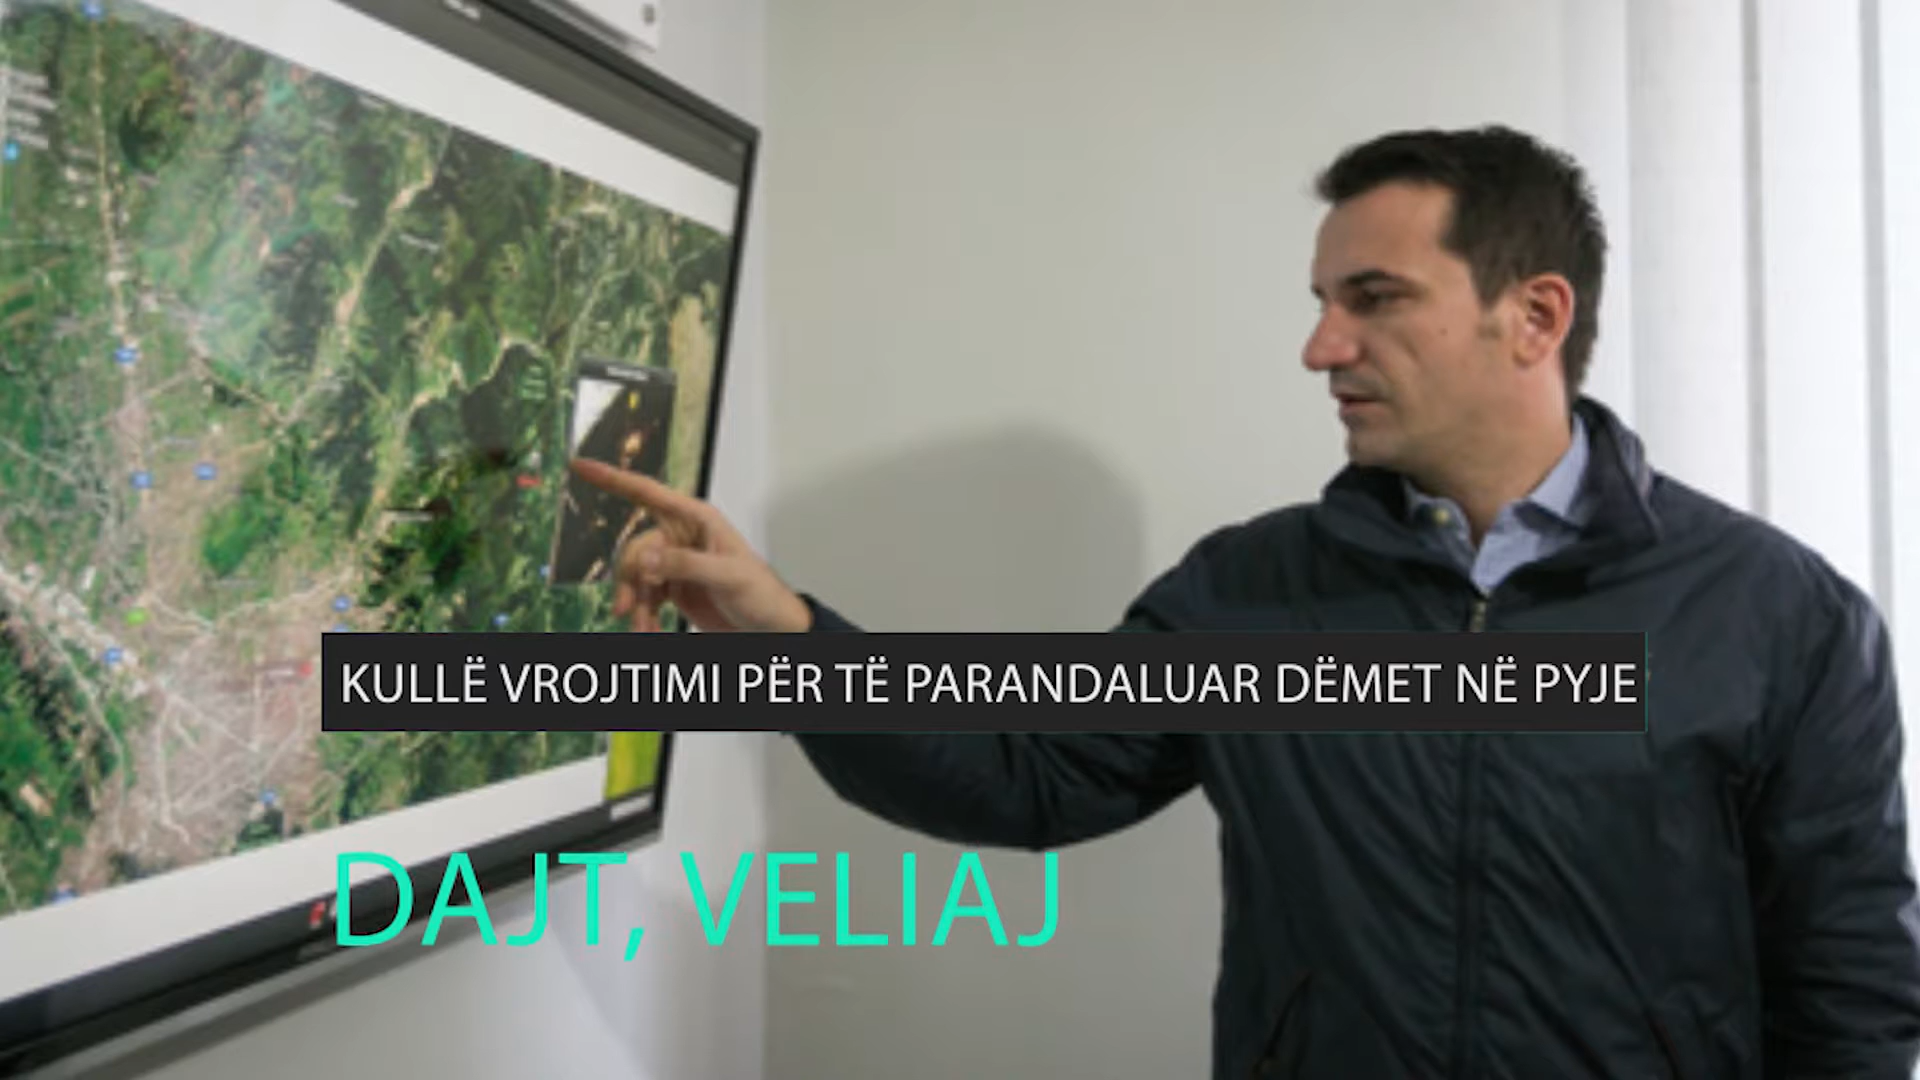 KULLË VROJTIMI PËR TË PARANDALUAR DËMET NË PYJE
DAJT, VELIAJ